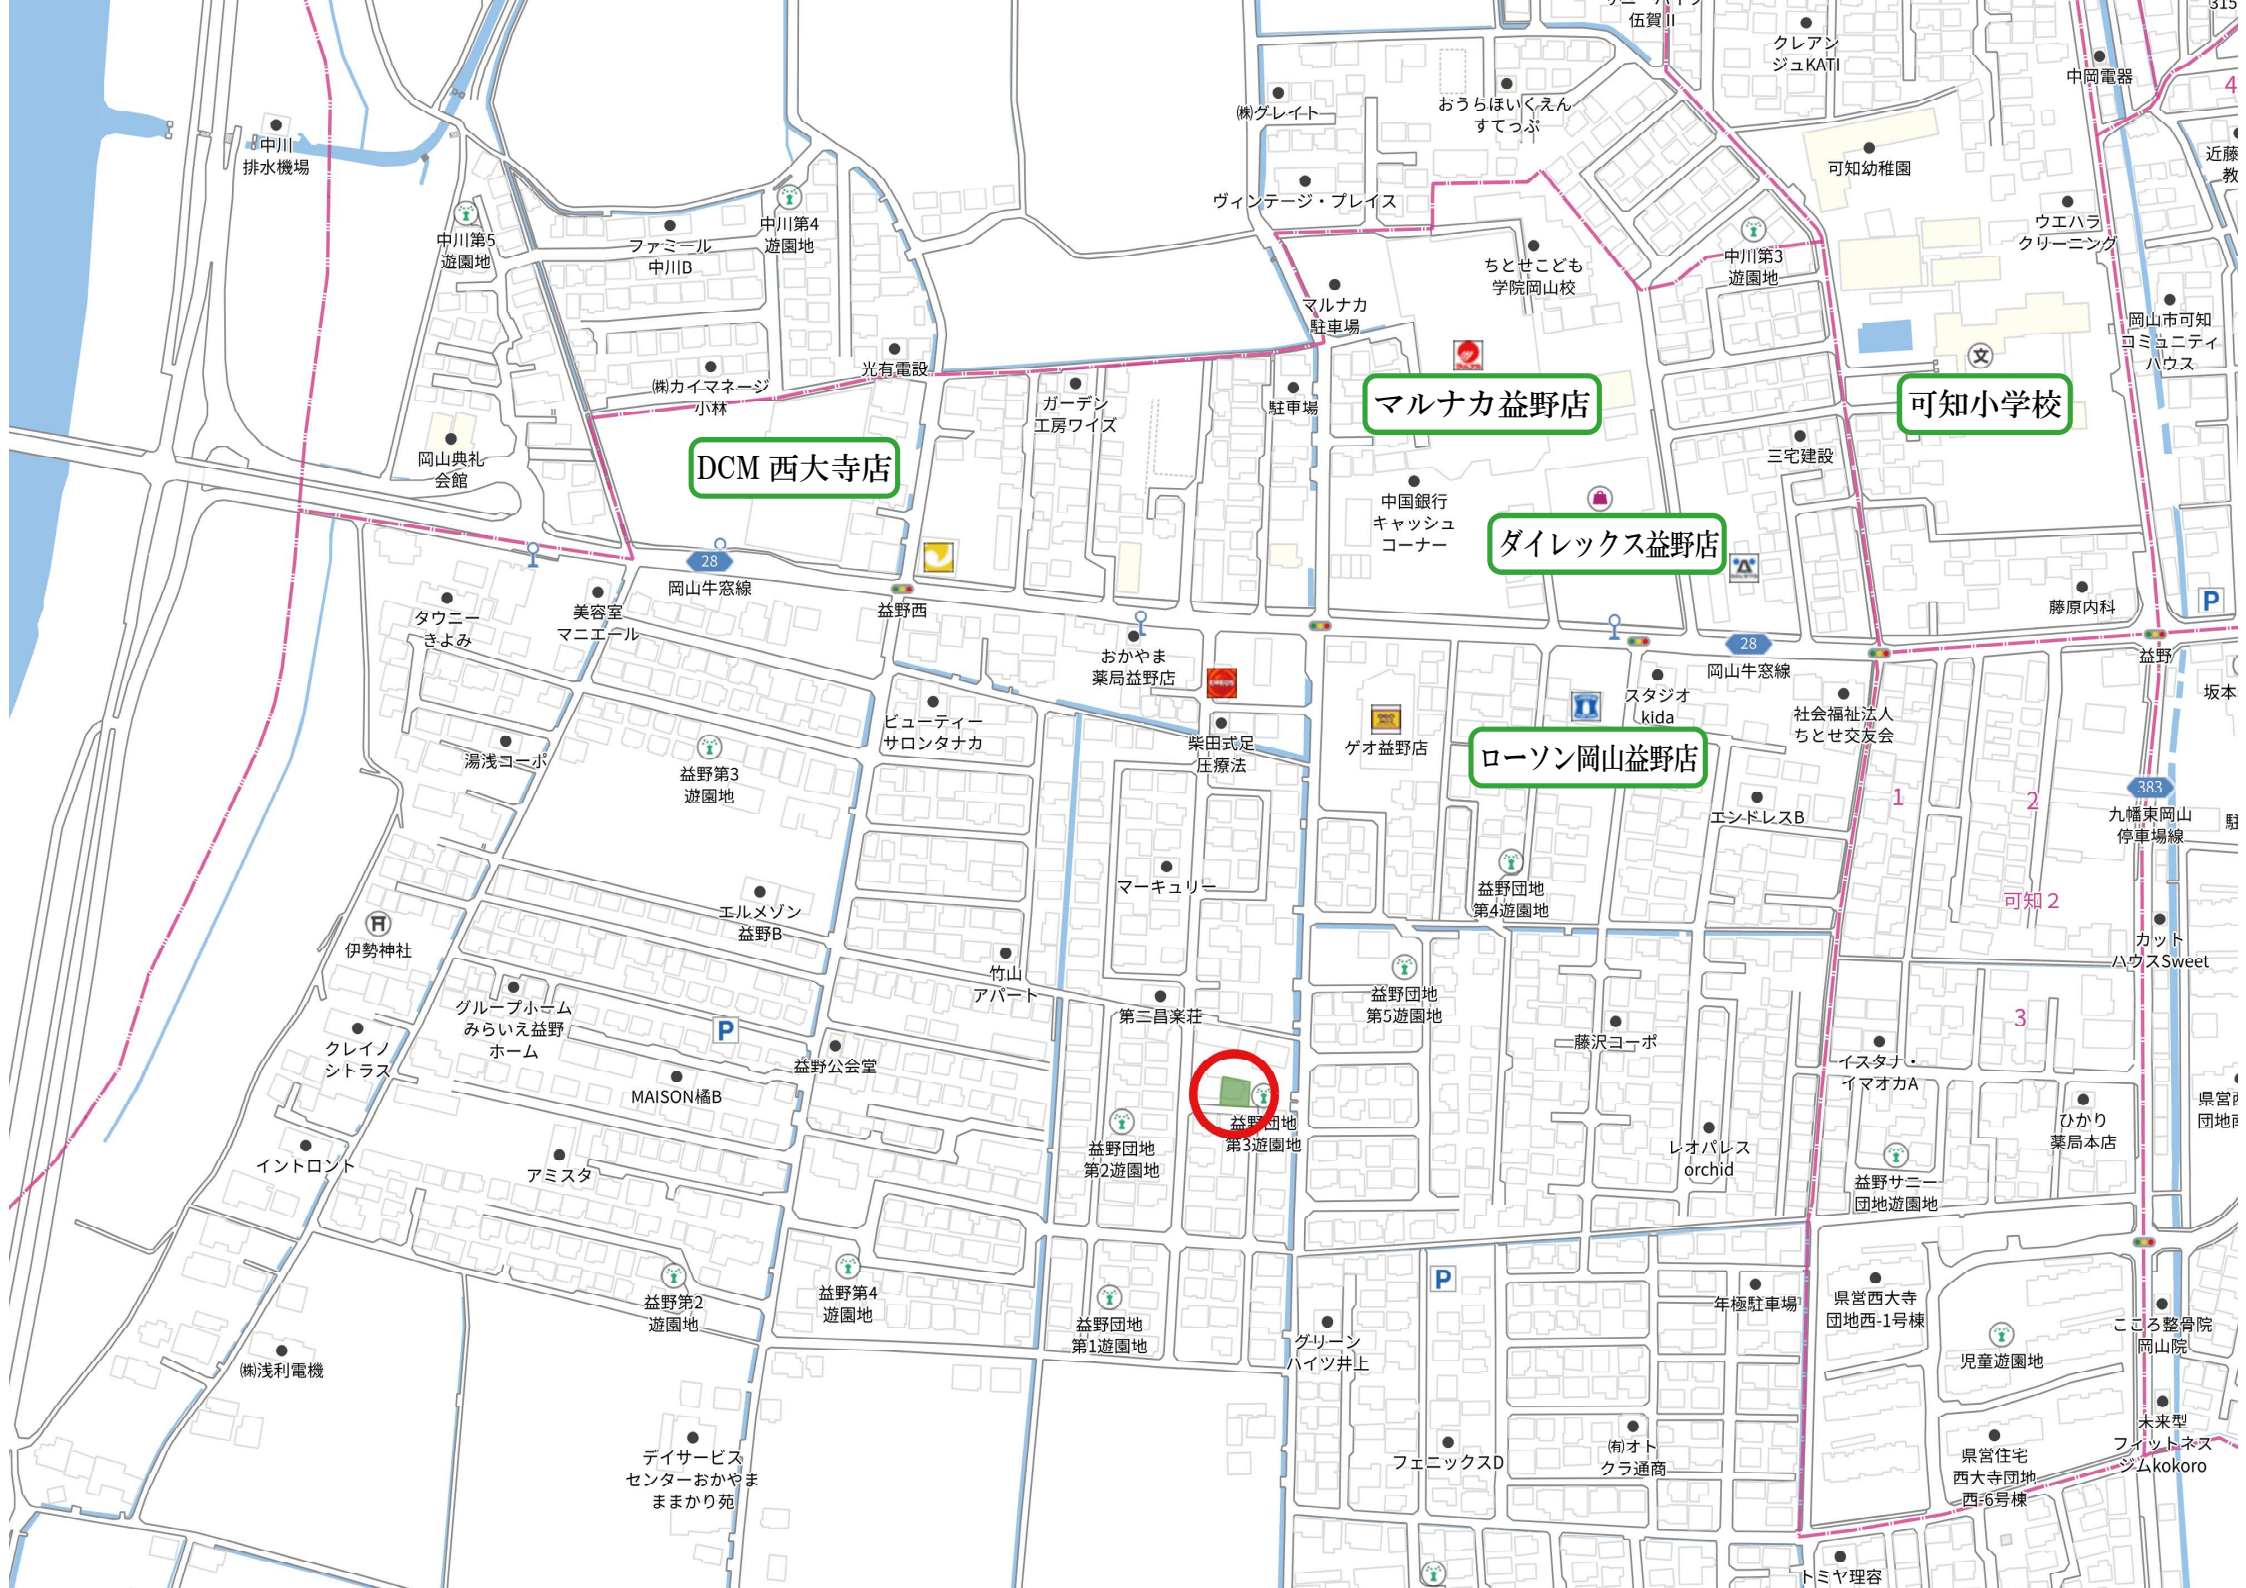 サニーハイツ
伍賀Ⅱ
315
クレアン
ジュKATI
中岡電器
4
㈱グレイト
おうちほいくえん
すてっぷ
中川
排水機場
可知幼稚園
近藤
教
ヴィンテージ・プレイス
中川第5
遊園地
ファミール
中川B
中川第4
遊園地
ウエハラ
クリーニング
ちとせこども
学院岡山校
中川第3
遊園地
マルナカ
駐車場
岡山市可知
コミュニティ
ハウス
文
光有電設
㈱カイマネージ
小林
ガーデン
工房ワイズ
駐車場
マルナカ益野店
可知小学校
岡山典礼
会館
DCM 西大寺店
三宅建設
中国銀行
キャッシュ
コーナー
ダイレックス益野店
28
岡山牛窓線
益野西
タウニー
きよみ
美容室
マニエール
藤原内科
P
おかやま
薬局益野店
ENEOS
28
岡山牛窓線
益野
坂本
スタジオ
kida
社会福祉法人
ちとせ交友会
ビューティー
サロンタナカ
柴田式足
圧療法
ゲオ益野店
ローソン岡山益野店
湯浅コーポ
益野第3
遊園地
1
2
383
九幡東岡山
停車場線
駐
エンドレスB
マーキュリー
益野団地
第4遊園地
可知2
エルメゾン
益野B
伊勢神社
カット
ハウスSweet
竹山
アパート
益野団地
第5遊園地
グループホーム
みらいえ益野
ホーム
第二昌楽荘
3
P
藤沢コーポ
クレイノ
シトラス
益野公会堂
イスタナ・
イマオカA
MAISON橘B
県営西
団地南
益野団地
第3遊園地
ひかり
薬局本店
益野団地
第2遊園地
レオパレス
orchid
イントロント
アミスタ
益野サニー
団地遊園地
P
益野第2
遊園地
益野第4
遊園地
益野団地
第1遊園地
年極駐車場
県営西大寺
団地西-1号棟
グリーン
ハイツ井上
こころ整骨院
岡山院
児童遊園地
㈱浅利電機
未来型
フィットネス
ジムkokoro
デイサービス
センターおかやま
ままかり苑
フェニックスD
㈲オト
クラ通商
県営住宅
西大寺団地
西-6号棟
トミヤ理容